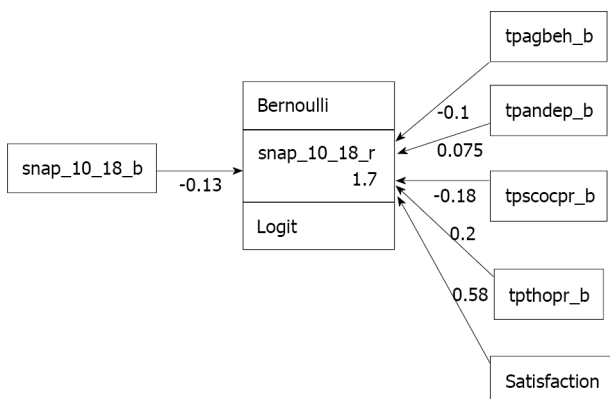 tpagbeh_b
Bernoulli
-0.1
tpandep_b
0.075
snap_10_18_r
1.7
snap_10_18_b
-0.13
-0.18
tpscocpr_b
Logit
0.2
0.58
tpthopr_b
Satisfaction